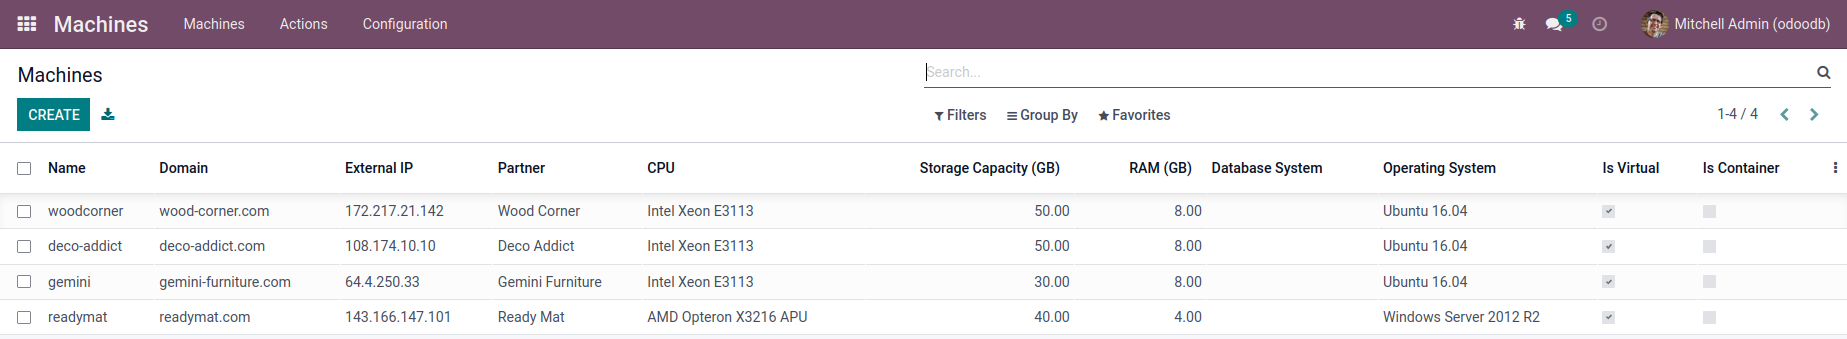 Machines Machines Actions Configuration 5 Mitchell Admin (odoodb)
Machines Search...
CREATE Filters Group By Favorites 1-4 / 4
Name Domain External IP Partner CPU Storage Capacity (GB) RAM (GB) Database System Operating System Is Virtual Is Container
woodcorner wood-corner.com 172.217.21.142 Wood Corner Intel Xeon E3113 50.00 8.00 Ubuntu 16.04
deco-addict deco-addict.com 108.174.10.10 Deco Addict Intel Xeon E3113 50.00 8.00 Ubuntu 16.04
gemini gemini-furniture.com 64.4.250.33 Gemini Furniture Intel Xeon E3113 30.00 8.00 Ubuntu 16.04
readymat readymat.com 143.166.147.101 Ready Mat AMD Opteron X3216 APU 40.00 4.00 Windows Server 2012 R2